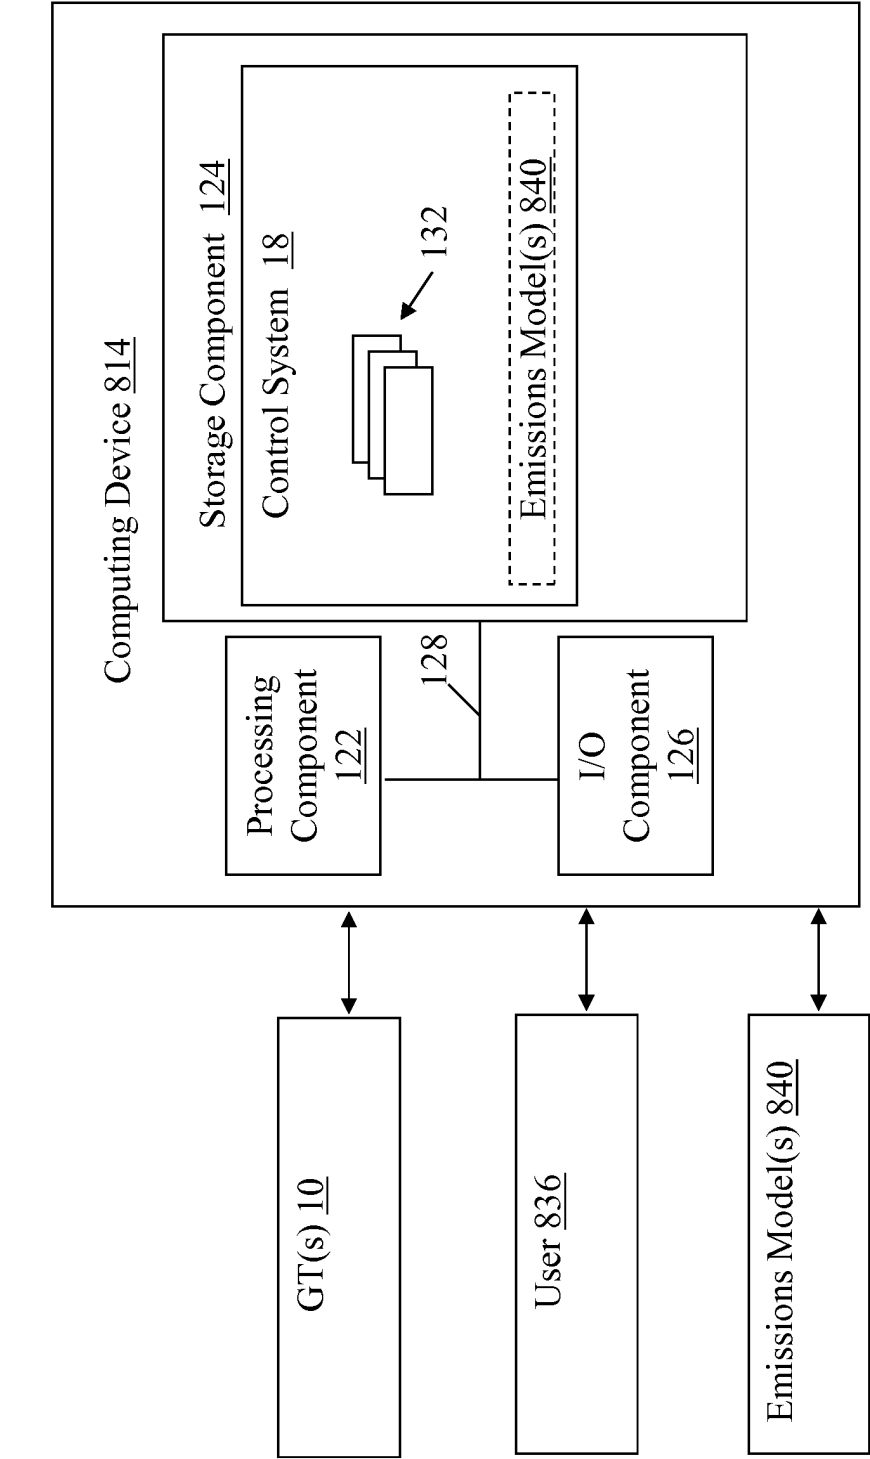 Computing Device 814
Storage Component 124
Control System 18
132
Emissions Model(s) 840
Processing
Component
122
128
I/O
Component
126
GT(s) 10
User 836
Emissions Model(s) 840